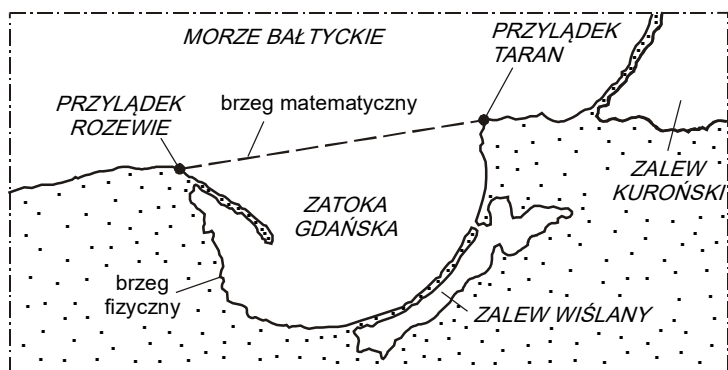 MORZE BAŁTYCKIE
PRZYLĄDEK
TARAN
PRZYLĄDEK
ROZEWIE
brzeg matematyczny
ZATOKA
GDAŃSKA
ZALEW
KUROŃSKI
brzeg
fizyczny
ZALEW WIŚLANY